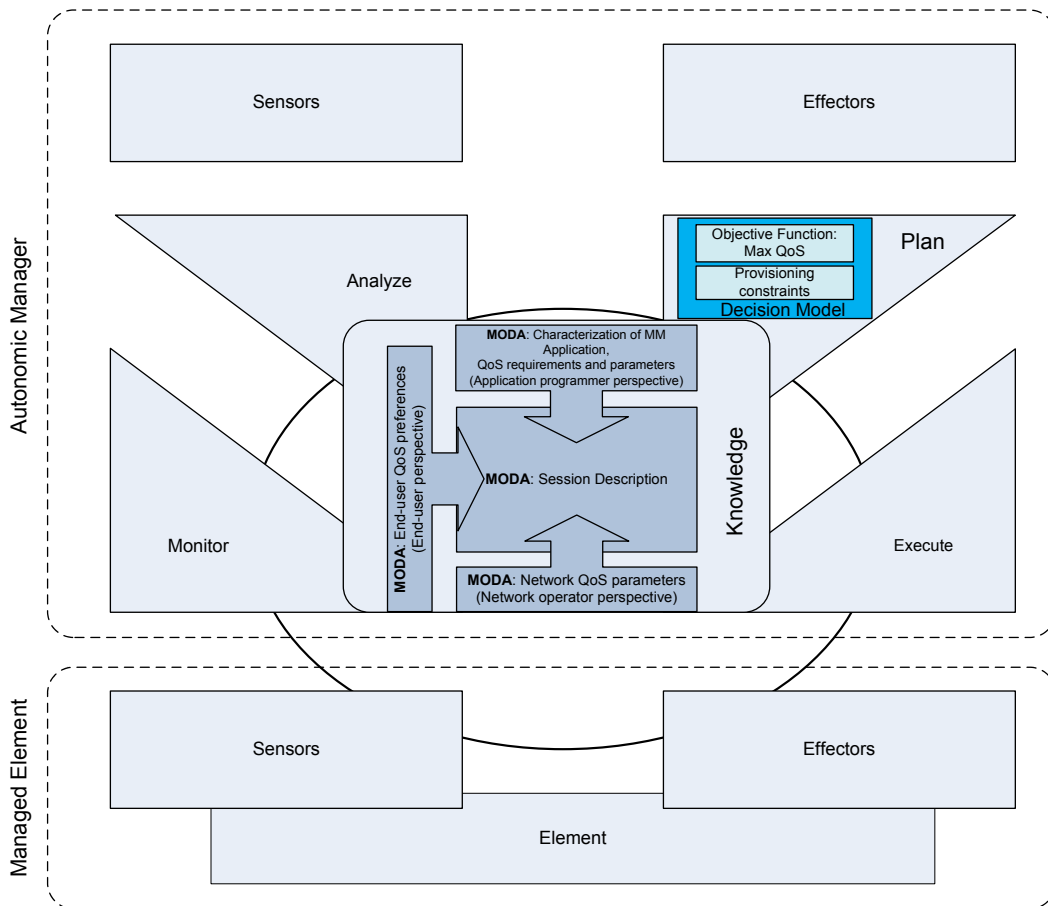 Autonomic Manager
Sensors
Effectors
Analyze
Plan
Objective Function:
Max QoS
Provisioning
constraints
Decision Model
MODA: Characterization of MM
Application,
QoS requirements and parameters
(Application programmer perspective)
MODA: End-user QoS preferences
(End-user perspective)
MODA: Session Description
Knowledge
MODA: Network QoS parameters
(Network operator perspective)
Monitor
Execute
Managed Element
Sensors
Effectors
Element